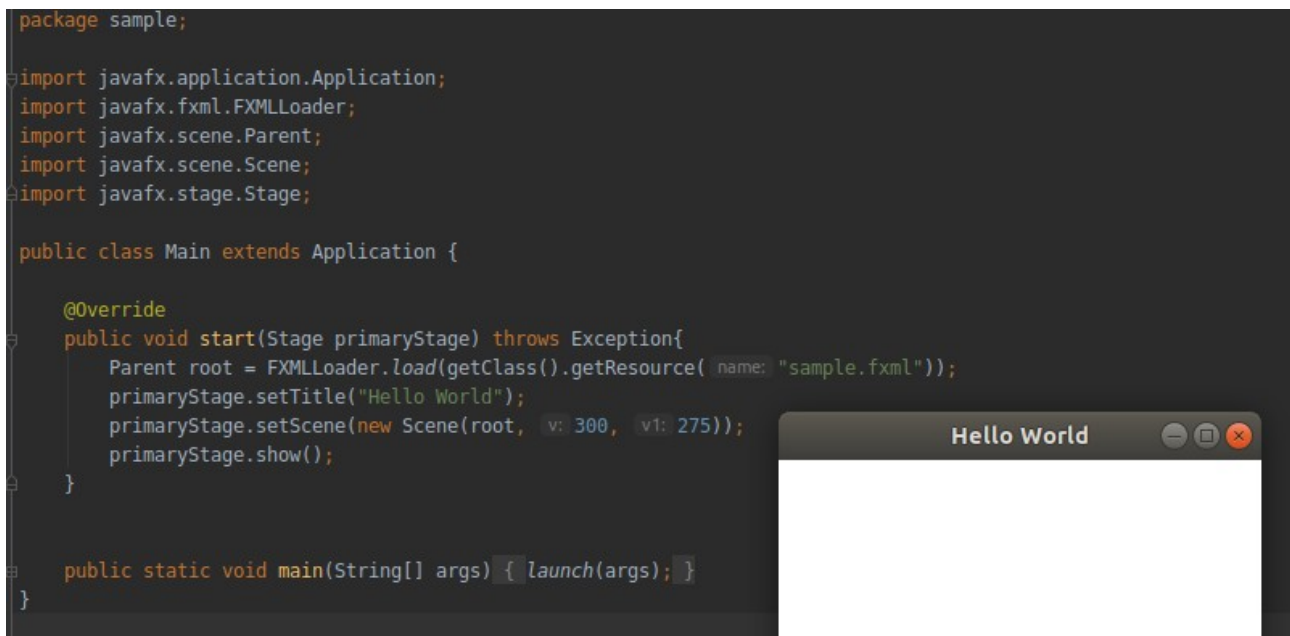 package sample;
import javafx.application.Application;
import javafx.fxml.FXMLLoader;
import javafx.scene.Parent;
import javafx.scene.Scene;
import javafx.stage.Stage;
public class Main extends Application {
@Override
public void start(Stage primaryStage) throws Exception{
Parent root = FXMLLoader.load(getClass().getResource( name: "sample.fxml"));
primaryStage.setTitle("Hello World");
primaryStage.setScene(new Scene(root, v: 300, v1: 275));
primaryStage.show();
}
public static void main(String[] args) { launch(args); }
}
Hello World